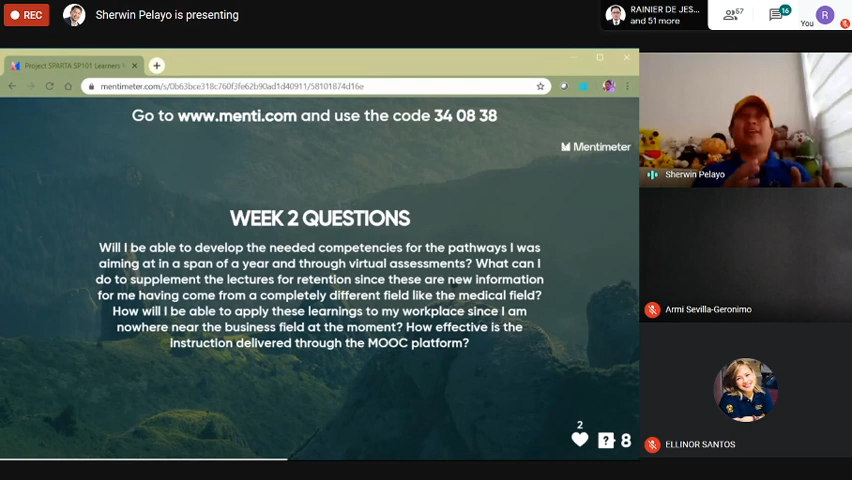 REC
Sherwin Pelayo is presenting
RAINIER DE JES...
and 51 more
57
16
You
R
Project SPARTA SP101 Learners
mentimeter.com/s/0b63bce318c760f3fe62b90ad1d40911/58101874d16e
Go to www.menti.com and use the code 34 08 38
Mentimeter
WEEK 2 QUESTIONS
Will I be able to develop the needed competencies for the pathways I was
aiming at in a span of a year and through virtual assessments? What can I
do to supplement the lectures for retention since these are new information
for me having come from a completely different field like the medical field?
How will I be able to apply these learnings to my workplace since I am
nowhere near the business field at the moment? How effective is the
instruction delivered through the MOOC platform?
2
? 8
Sherwin Pelayo
Armi Sevilla-Geronimo
ELLINOR SANTOS